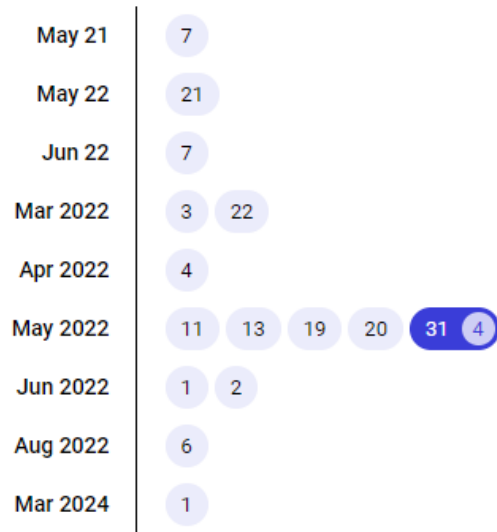 May 21 7
May 22 21
Jun 22 7
Mar 2022 3 22
Apr 2022 4
May 2022 11 13 19 20 31 4
Jun 2022 1 2
Aug 2022 6
Mar 2024 1